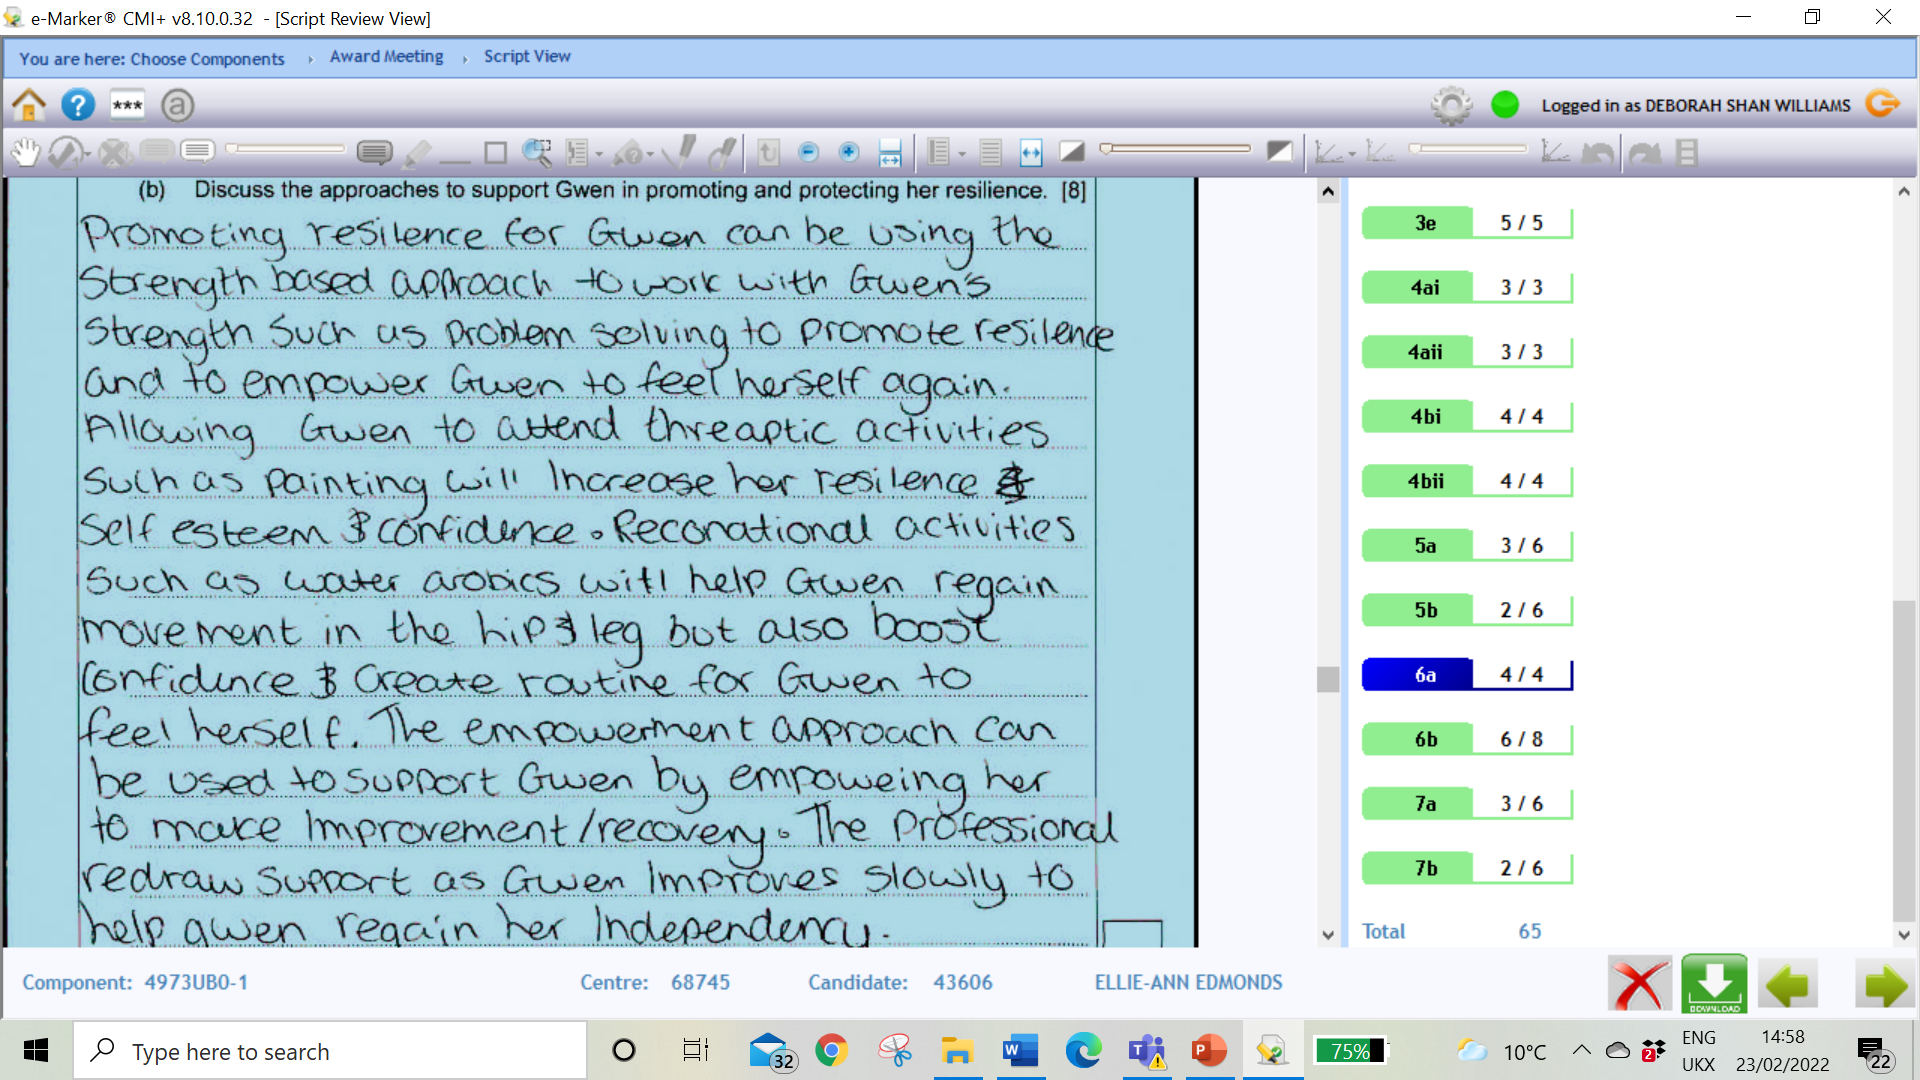 e-Marker® CMI+ v8.10.0.32 - [Script Review View]
You are here: Choose Components › Award Meeting › Script View
? *** a Logged in as DEBORAH SHAN WILLIAMS
(b) Discuss the approaches to support Gwen in promoting and protecting her resilience. [8]
Promoting resilence for Gwen can be using the
Strength based approach to work with Gwen's
Strength Such as problem solving to promote resilence
and to empower Gwen to feel herself again.
Allowing Gwen to attend threaptic activities
Such as painting will Increase her resilence
Self esteem & confidence. Reconational activities
Such as water arobics will help Gwen regain
movement in the hip & leg but also boost
Confidence & Create routine for Gwen to
feel herself. The empowerment approach can
be used to support Gwen by empoweing her
to make Improvement/recovery. The Professional
redraw support as Gwen Improves slowly to
help gwen regain her Independency.
3e 5 / 5
4ai 3 / 3
4aii 3 / 3
4bi 4 / 4
4bii 4 / 4
5a 3 / 6
5b 2 / 6
6a 4 / 4
6b 6 / 8
7a 3 / 6
7b 2 / 6
Total 65
Component: 4973UB0-1 Centre: 68745 Candidate: 43606 ELLIE-ANN EDMONDS
DOWNLOAD
Type here to search
32
75%
10°C
2
ENG
UKX
14:58
23/02/2022
22